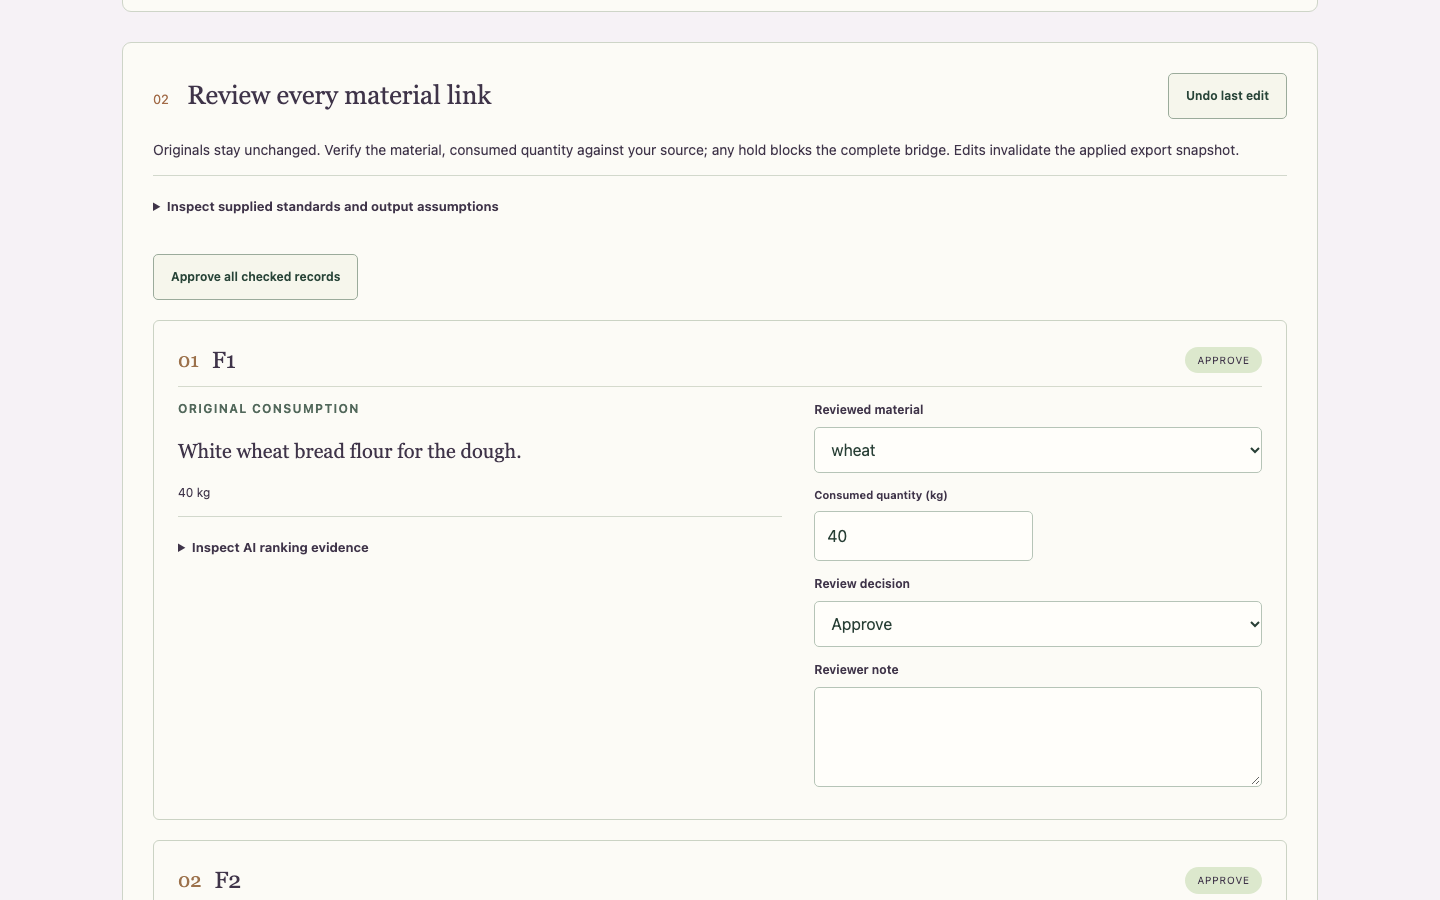 02 Review every material link
Undo last edit
Originals stay unchanged. Verify the material, consumed quantity against your source; any hold blocks the complete bridge. Edits invalidate the applied export snapshot.
Inspect supplied standards and output assumptions
Approve all checked records
01 F1
APPROVE
ORIGINAL CONSUMPTION
White wheat bread flour for the dough.
40 kg
Inspect AI ranking evidence
Reviewed material
wheat
Consumed quantity (kg)
40
Review decision
Approve
Reviewer note
02 F2
APPROVE